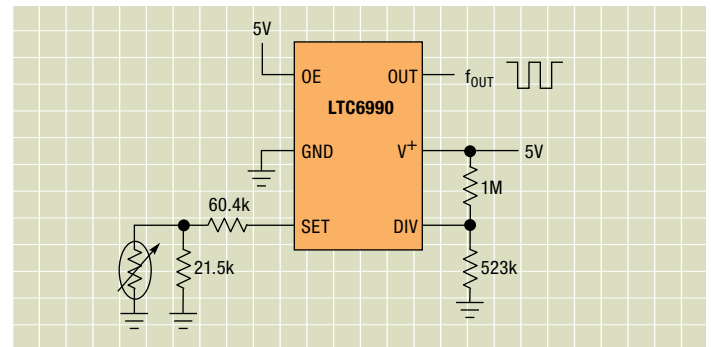 5V
OE
OUT
fOUT
LTC6990
GND
V+
5V
1M
60.4k
SET
DIV
21.5k
523k